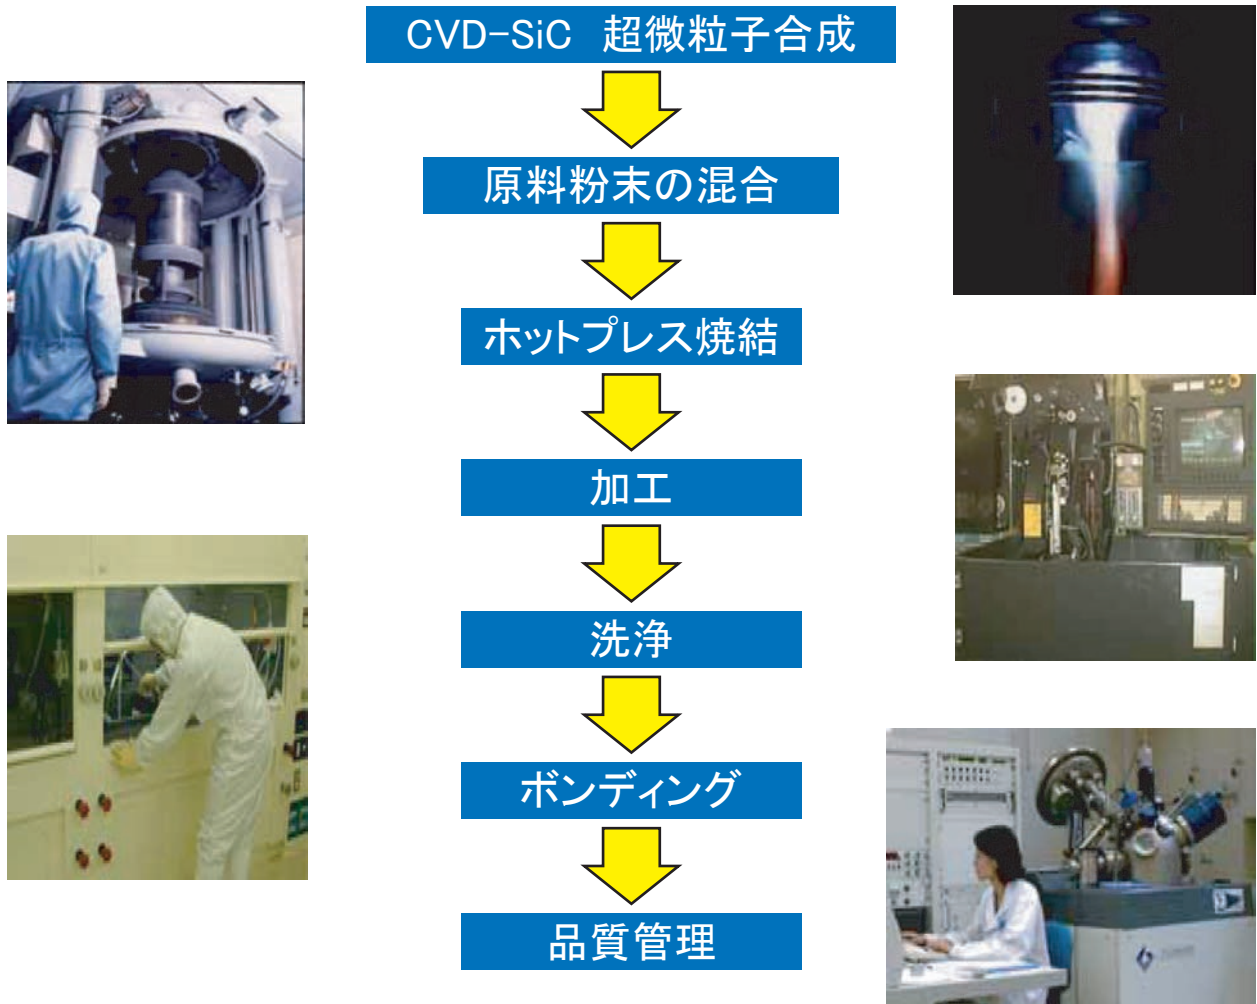 CVD-SiC 超微粒子合成
原料粉末の混合
ホットプレス焼結
加工
洗浄
ボンディング
品質管理